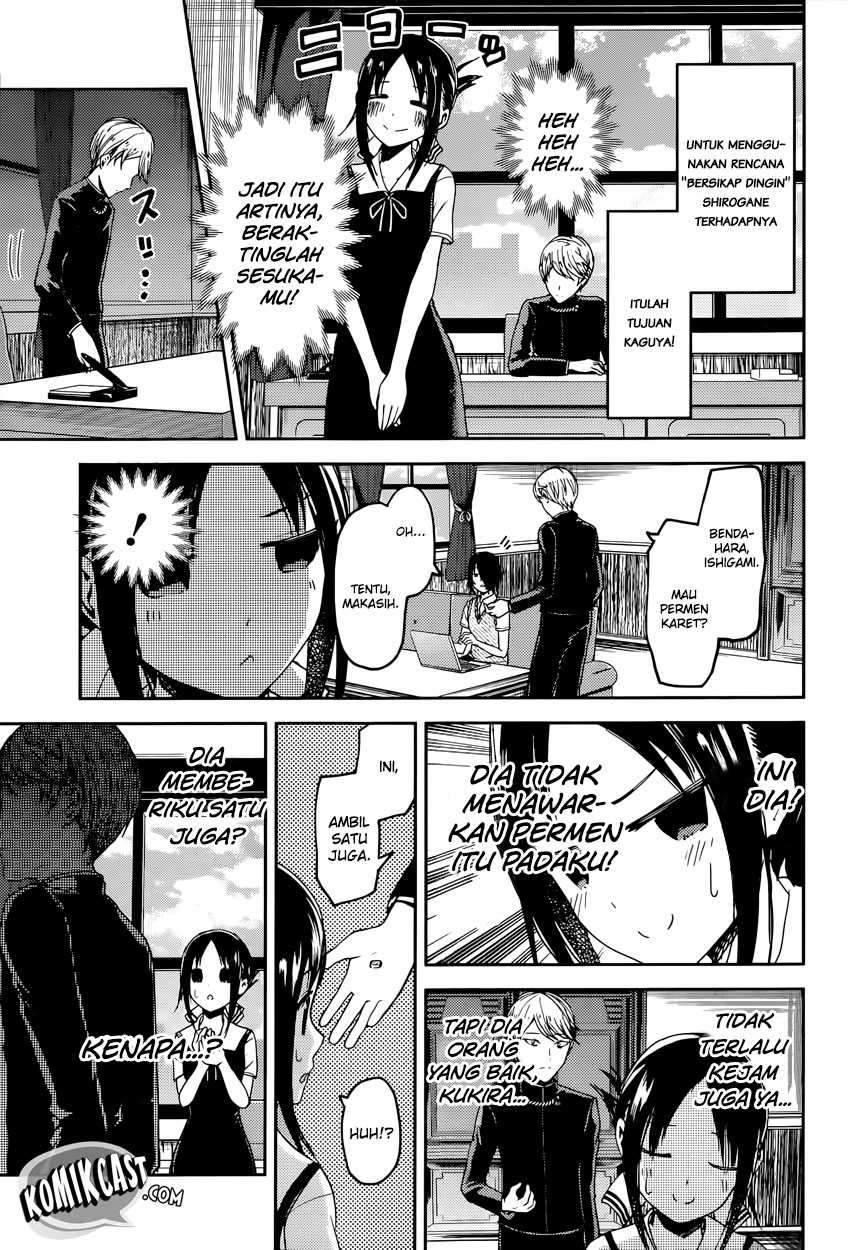 UNTUK MENGGU-
NAKAN RENCANA
"BERSIKAP DINGIN"
SHIROGANE
TERHADAPNYA
ITULAH
TUJUAN
KAGUYA!
ニヨーッ
HEH
HEH
HEH...
JADI ITU
ARTINYA,
BERAK-
TINGLAH
SESUKA-
MU!
ス...
BENDA-
HARA,
ISHIGAMI.
MAU
PERMEN
KARET?
OH...
TENTU,
MAKASIH.
!
INI
DIA!
DIA TIDAK
MENAWAR-
KAN PERMEN
ITU PADAKU!
TIDAK
TERLALU
KEJAM
JUGA YA...
TAPI DIA
ORANG
YANG BAIK,
KUKIRA...
INI,
AMBIL
SATU
JUGA.
HUH!?
DIA
MEMBE-
RIKU SATU
JUGA?
KENAPA...?
KOMIKCAST
.COM